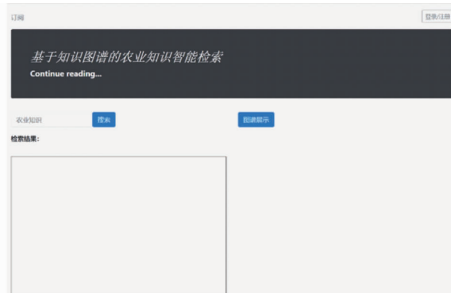 订阅
登录/注册
基于知识图谱的农业知识智能检索
Continue reading...
农业知识
搜索
图谱展示
检索结果：